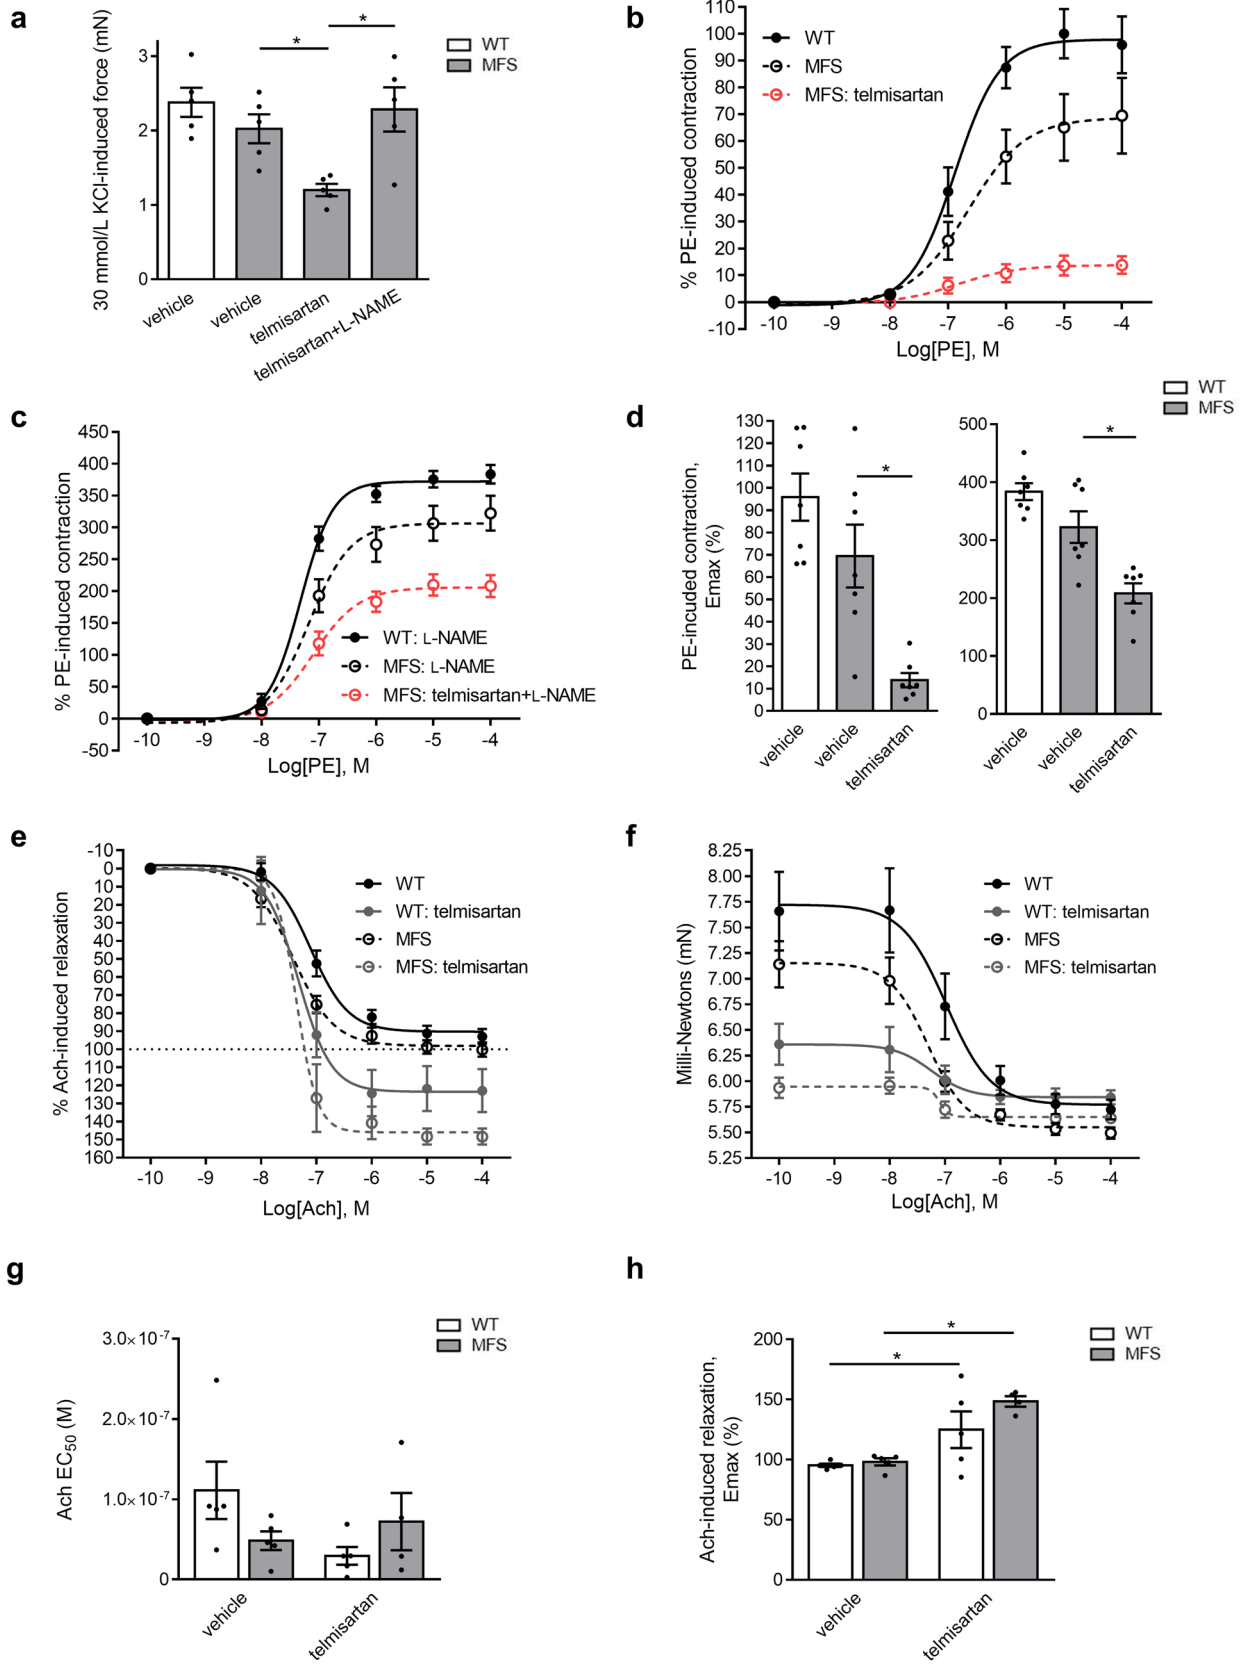 a
30 mmol/L KCl-induced force (mN)
3
2
1
0
*
*
WT
MFS
vehicle
vehicle
telmisartan
telmisartan+L-NAME
b
% PE-induced contraction
110
100
90
80
70
60
50
40
30
20
10
0
-10
WT
MFS
MFS: telmisartan
-10 -9 -8 -7 -6 -5 -4
Log[PE], M
c
% PE-induced contraction
450
400
350
300
250
200
150
100
50
0
-50
WT: L-NAME
MFS: L-NAME
MFS: telmisartan+L-NAME
-10 -9 -8 -7 -6 -5 -4
Log[PE], M
d
WT
MFS
PE-incuded contraction,
Emax (%)
130
120
110
100
90
80
70
60
50
40
30
20
10
0
*
vehicle
vehicle
telmisartan
500
400
300
200
100
0
*
vehicle
vehicle
telmisartan
e
% Ach-induced relaxation
-10
0
10
20
30
40
50
60
70
80
90
100
110
120
130
140
150
160
WT
WT: telmisartan
MFS
MFS: telmisartan
-10 -9 -8 -7 -6 -5 -4
Log[Ach], M
f
Milli-Newtons (mN)
8.25
8.00
7.75
7.50
7.25
7.00
6.75
6.50
6.25
6.00
5.75
5.50
5.25
WT
WT: telmisartan
MFS
MFS: telmisartan
-10 -9 -8 -7 -6 -5 -4
Log[Ach], M
g
Ach EC50 (M)
3.0×10-7
2.0×10-7
1.0×10-7
0
WT
MFS
vehicle
telmisartan
h
Ach-induced relaxation,
Emax (%)
200
150
100
50
0
*
*
WT
MFS
vehicle
telmisartan